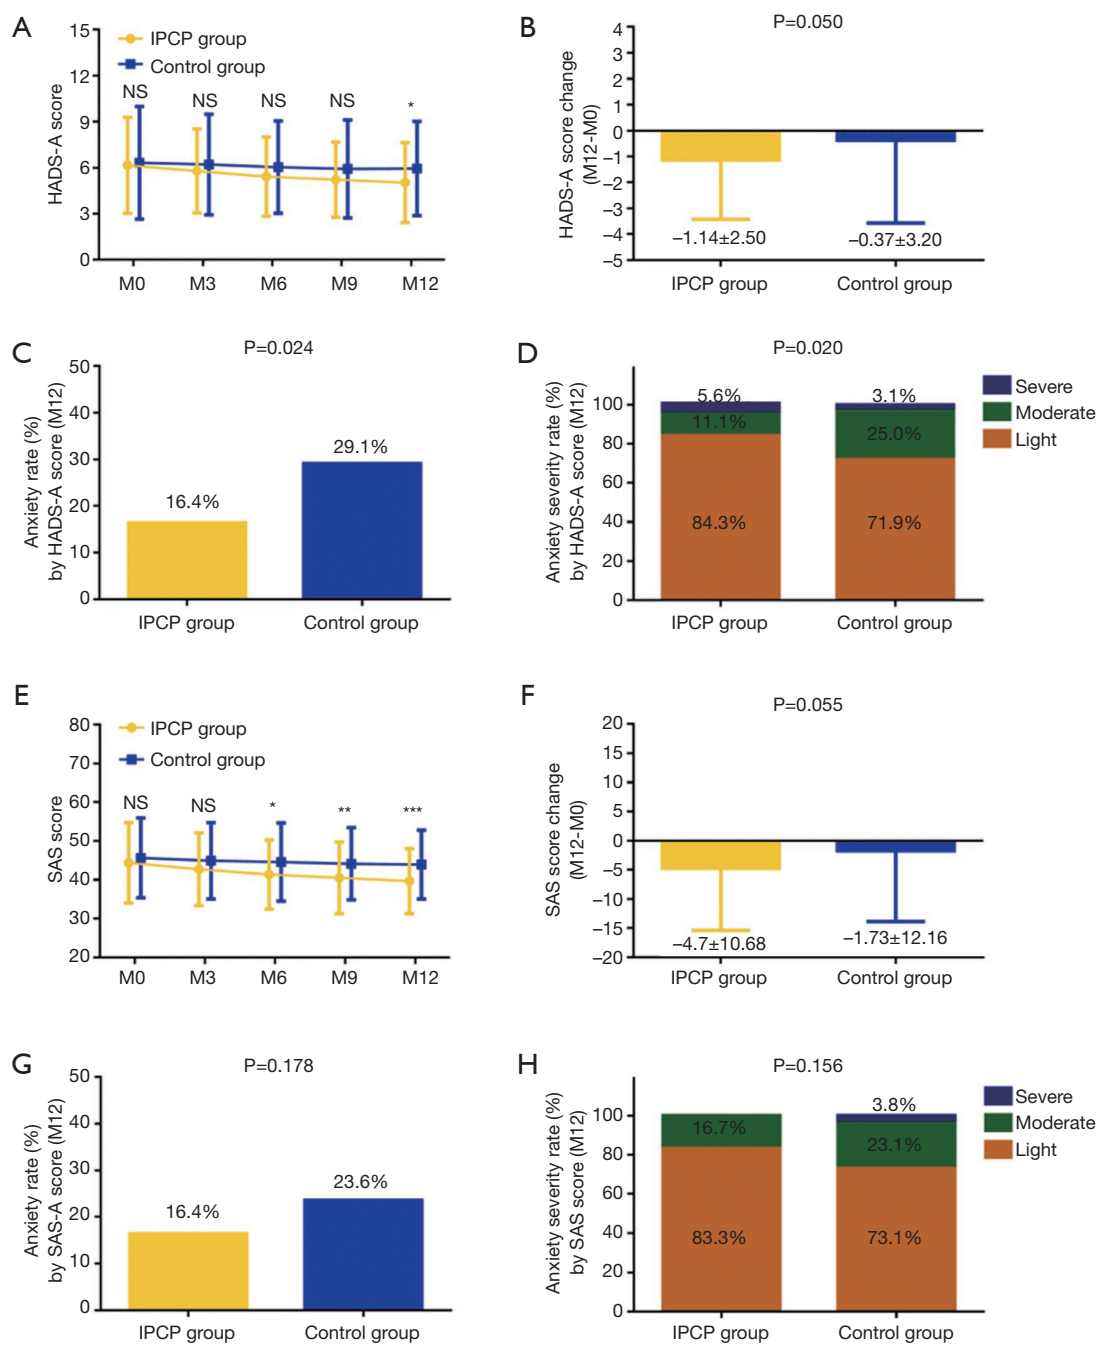 A
IPCP group
Control group
HADS-A score
15
12
9
6
3
0
NS
NS
NS
NS
*
M0
M3
M6
M9
M12
B
P=0.050
HADS-A score change
(M12-M0)
4
3
2
1
0
−1
−2
−3
−4
−5
−1.14±2.50
−0.37±3.20
IPCP group
Control group
C
P=0.024
Anxiety rate (%)
by HADS-A score (M12)
50
40
30
20
10
0
16.4%
29.1%
IPCP group
Control group
D
P=0.020
Anxiety severity rate (%)
by HADS-A score (M12)
100
80
60
40
20
0
5.6%
11.1%
84.3%
3.1%
25.0%
71.9%
IPCP group
Control group
Severe
Moderate
Light
E
IPCP group
Control group
SAS score
80
70
60
50
40
30
20
NS
NS
*
**
***
M0
M3
M6
M9
M12
F
P=0.055
SAS score change
(M12-M0)
20
15
10
5
0
−5
−10
−15
−20
−4.7±10.68
−1.73±12.16
IPCP group
Control group
G
P=0.178
Anxiety rate (%)
by SAS-A score (M12)
50
40
30
20
10
0
16.4%
23.6%
IPCP group
Control group
H
P=0.156
Anxiety severity rate (%)
by SAS score (M12)
100
80
60
40
20
0
16.7%
83.3%
3.8%
23.1%
73.1%
IPCP group
Control group
Severe
Moderate
Light